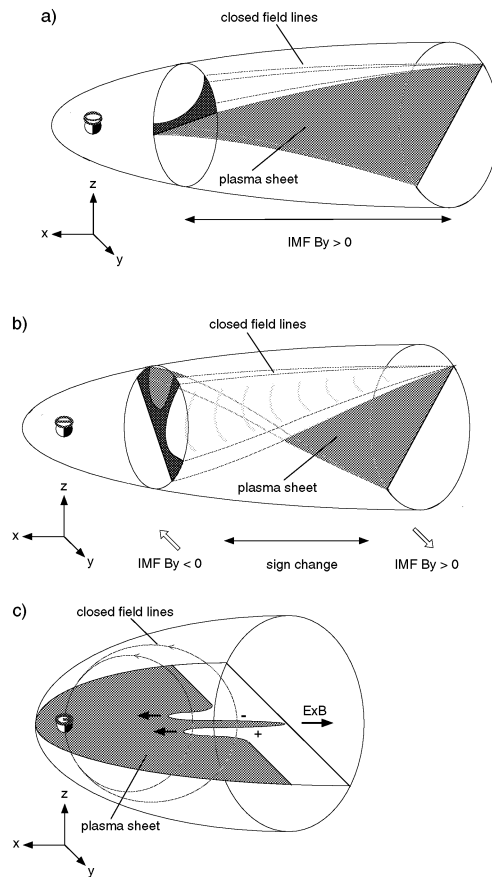 a)
closed field lines
plasma sheet
z
x
y
IMF By > 0
b)
closed field lines
plasma sheet
z
x
y
IMF By < 0
sign change
IMF By > 0
c)
closed field lines
ExB
-
+
plasma sheet
z
x
y